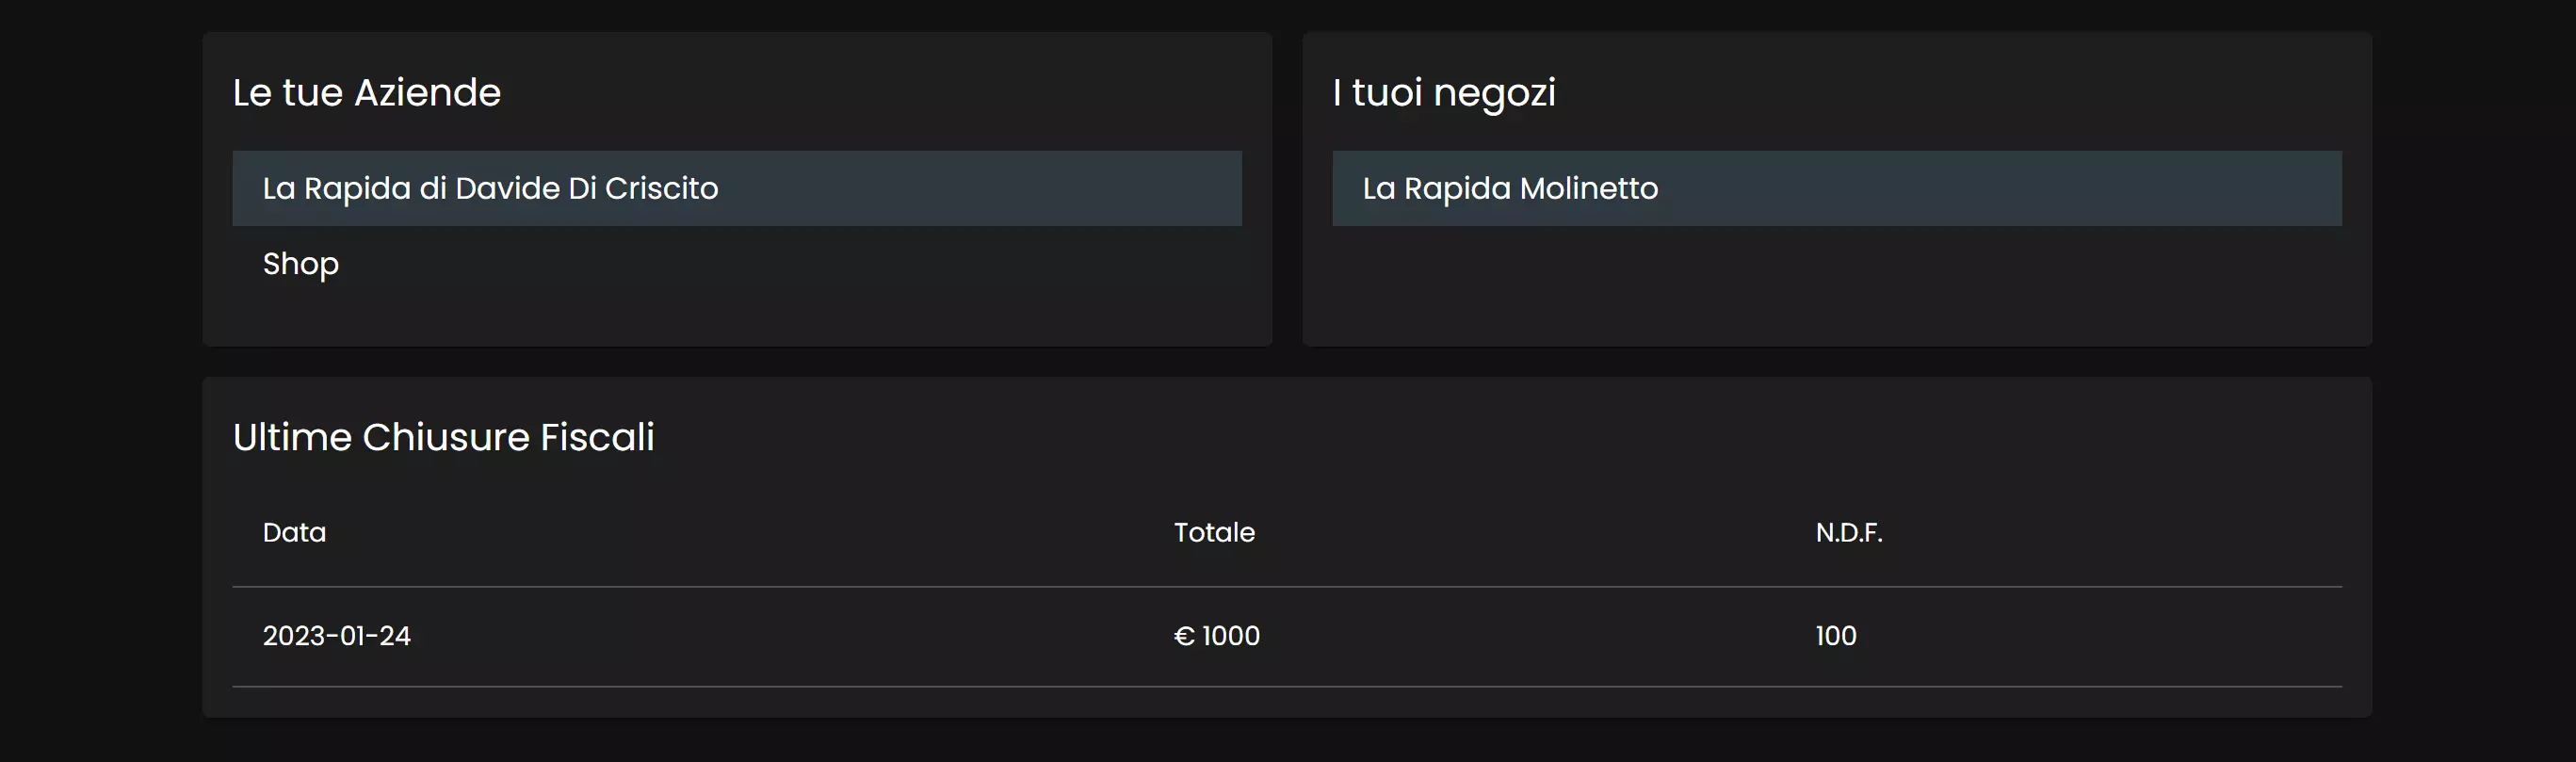 Le tue Aziende
La Rapida di Davide Di Criscito
Shop
I tuoi negozi
La Rapida Molinetto
Ultime Chiusure Fiscali
Data Totale N.D.F.
2023-01-24 € 1000 100